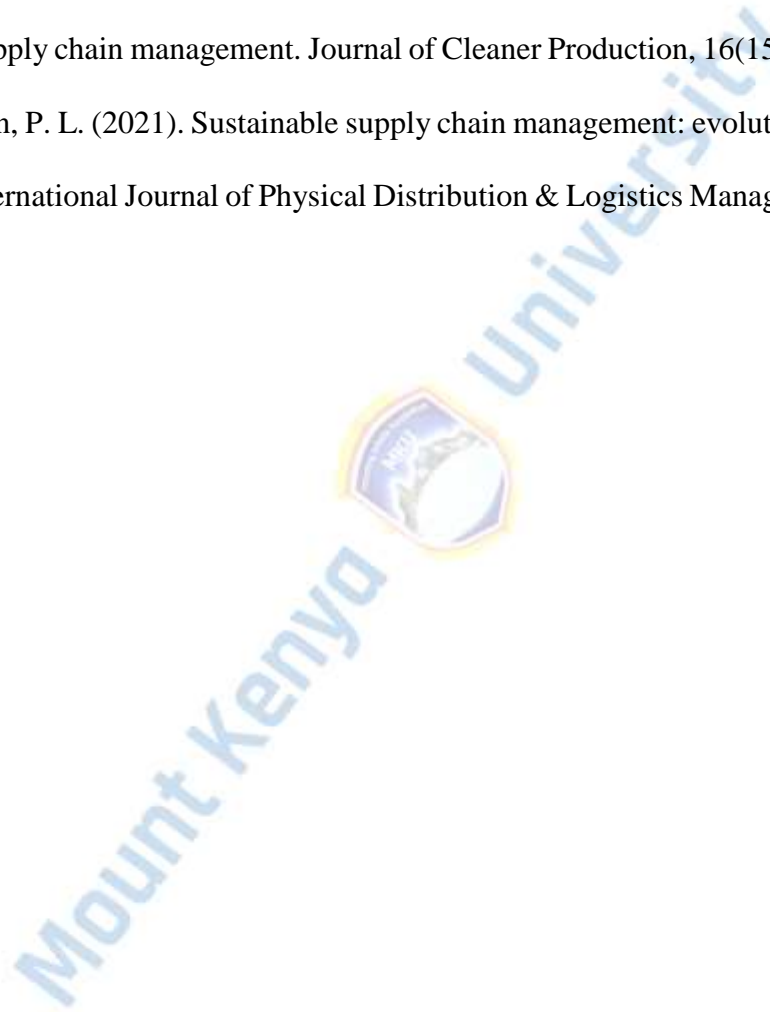 pply chain management. Journal of Cleaner Production, 16(15
n, P. L. (2021). Sustainable supply chain management: evolut
ernational Journal of Physical Distribution & Logistics Manag
Mount Kenya University
MKU